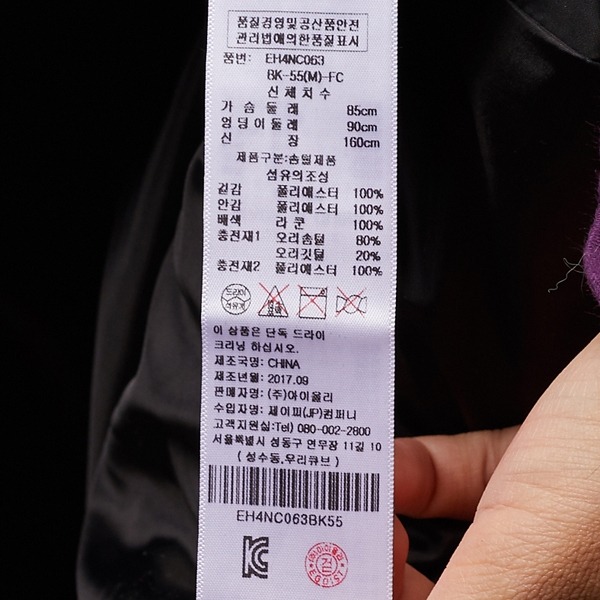 품질경영및공산품안전
관리법에의한품질표시
품번: EH4NC063
BK-55(M)-FC
신체치수
가슴둘레 85cm
엉덩이둘레 90cm
신장 160cm
제품구분:솜털제품
섬유의조성
겉감 폴리에스터 100%
안감 폴리에스터 100%
배색 라쿤 100%
충전재1 오리솜털 80%
오리깃털 20%
충전재2 폴리에스터 100%
드라이
석유계
이 상품은 단독 드라이
크리닝 하십시오.
제조국명: CHINA
제조년월: 2017.09
판매자명: (주)아이올리
수입자명: 제이피(JP)컴퍼니
고객지원실:Tel) 080-002-2800
서울특별시 성동구 연무장 11길 10
(성수동,우리큐브)
EH4NC063BK55
검
EGOIST